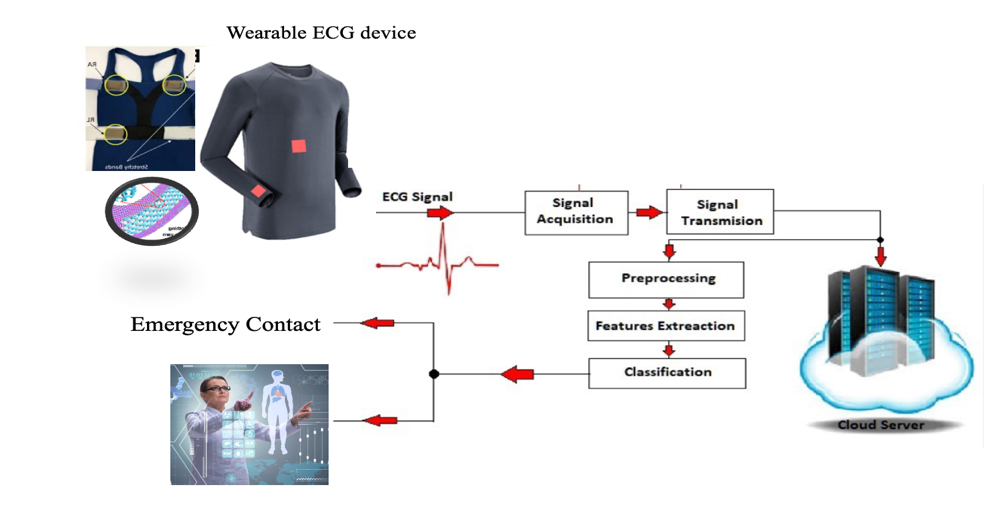 Wearable ECG device
RA
RL
Stretchy Bands
ECG Signal
Signal
Acquisition
Signal
Transmision
Preprocessing
Features Extreaction
Classification
Cloud Server
Emergency Contact